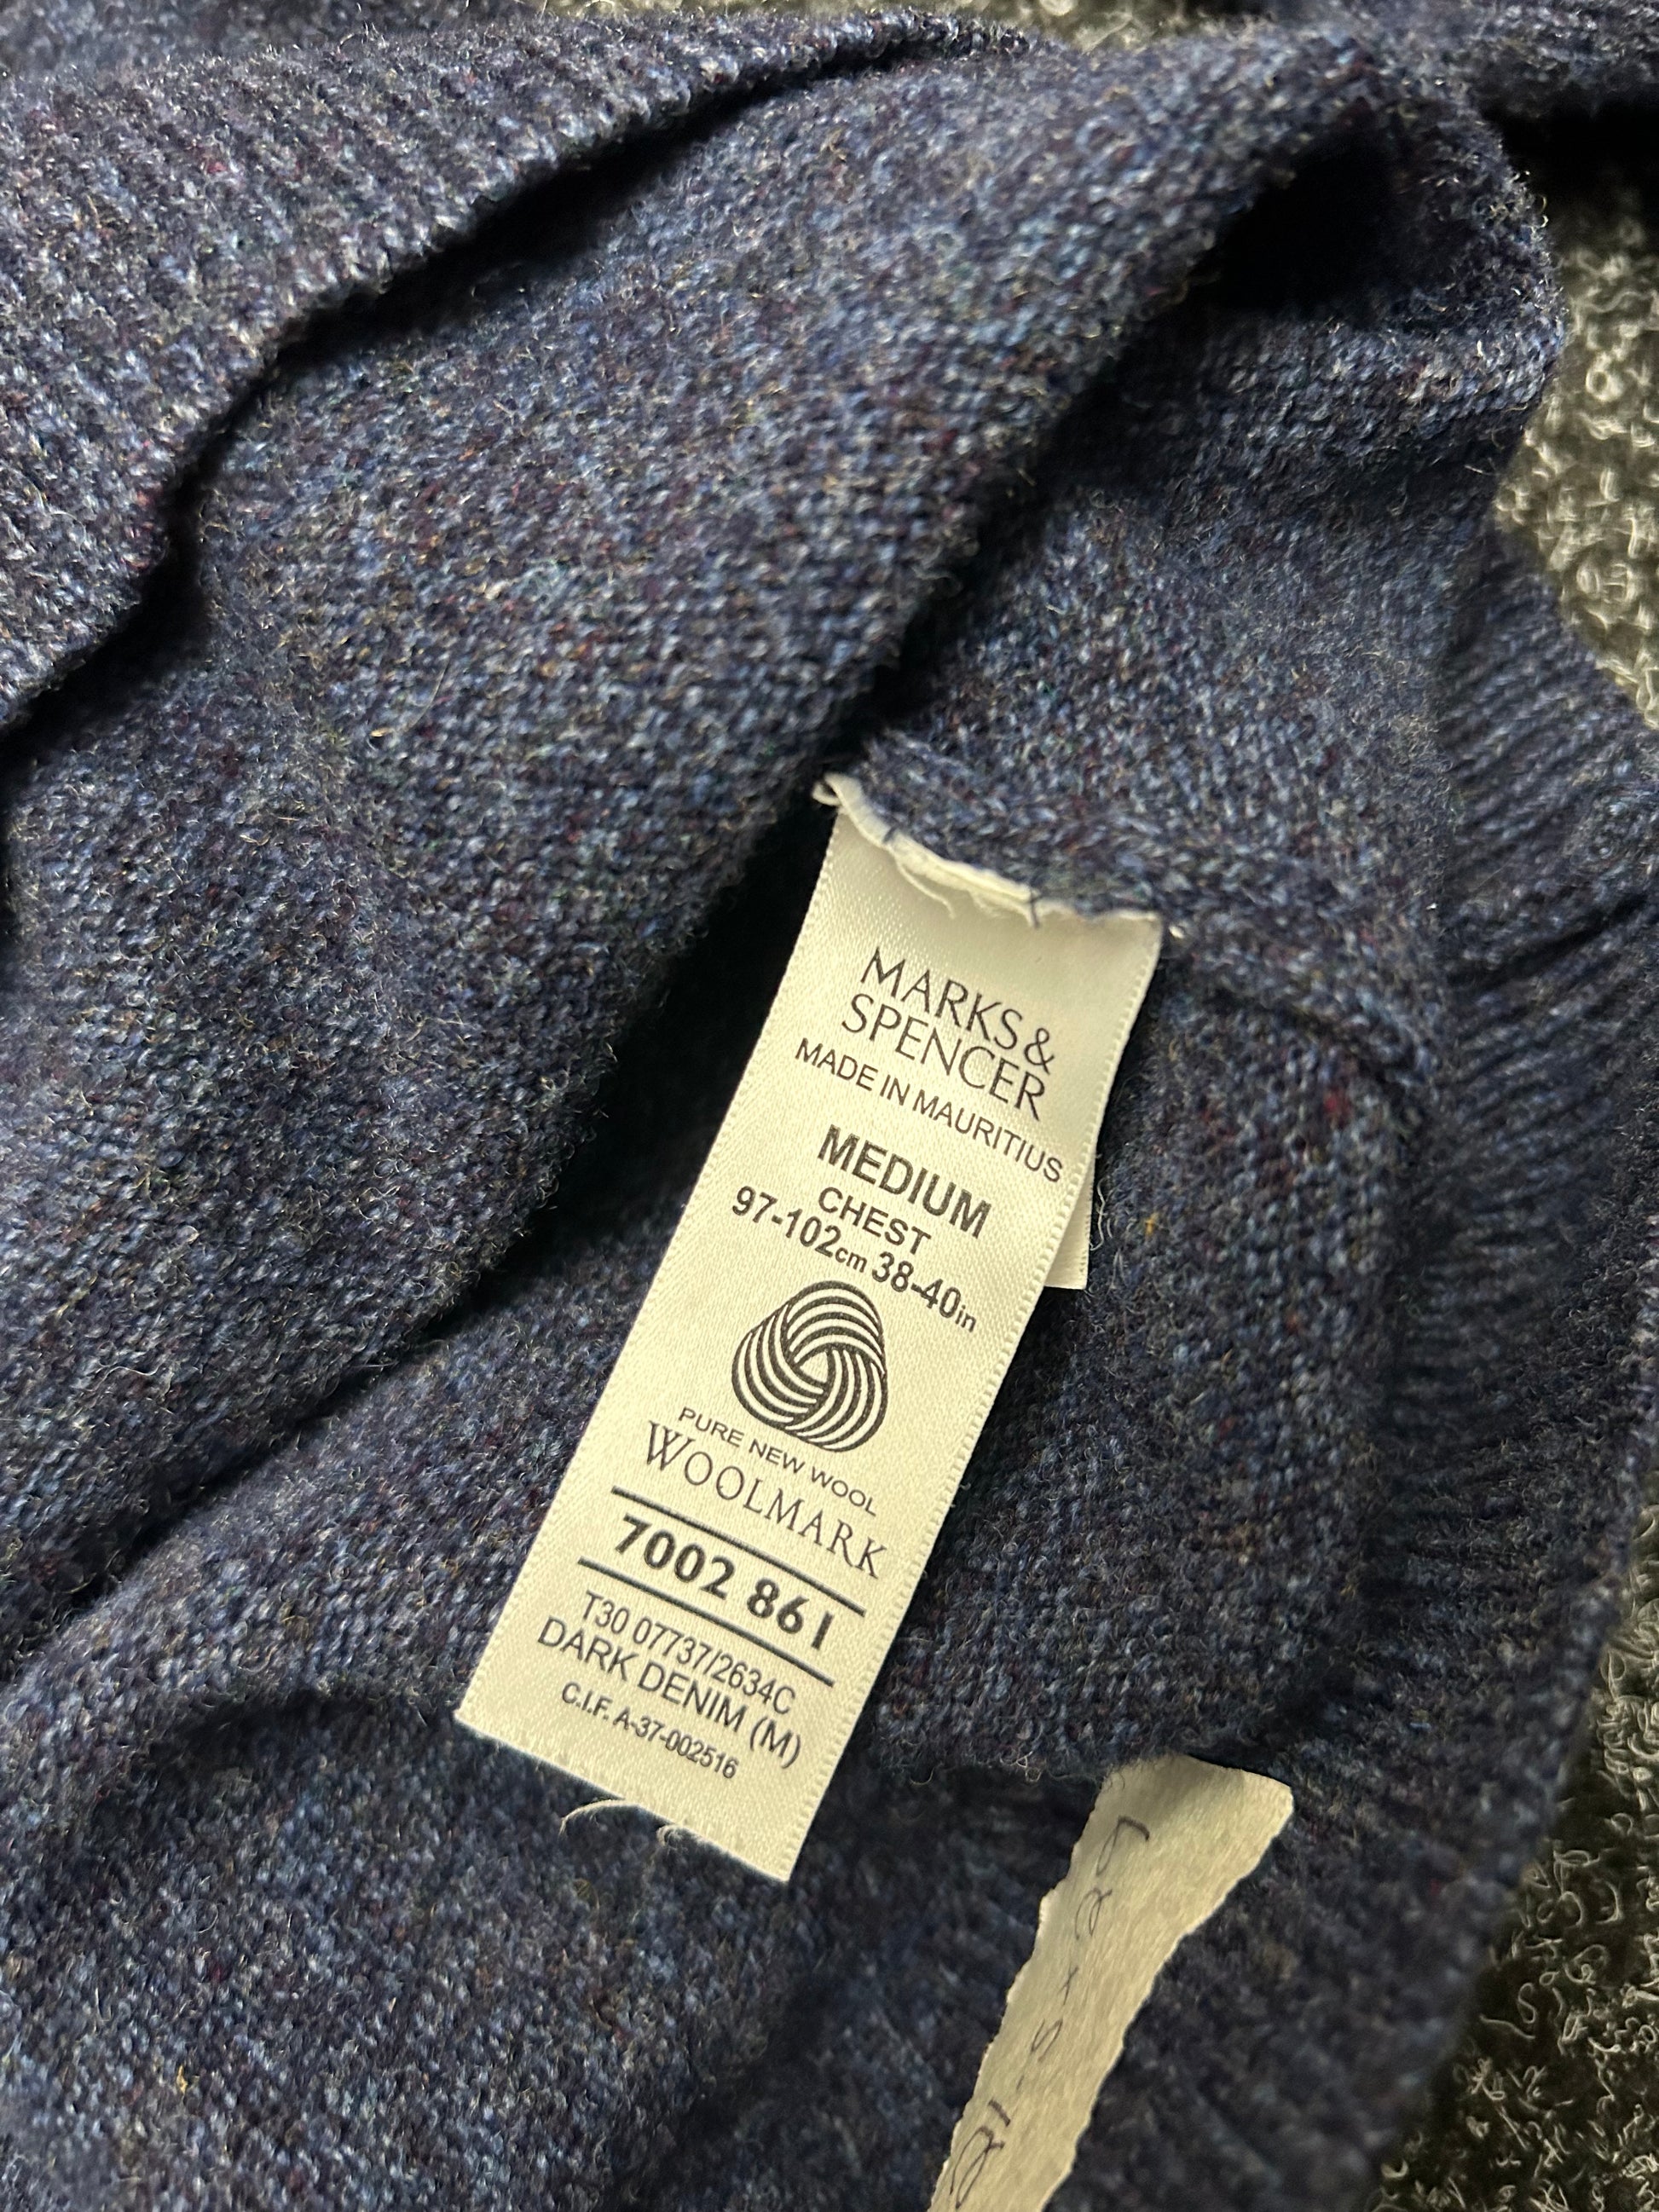 MARKS &
SPENCER
MADE IN MAURITIUS
MEDIUM
CHEST
97-102cm 38-40in
PURE NEW WOOL
WOOLMARK
7002 861
T30 07737/2634C
DARK DENIM (M)
C.I.F. A-37-002516